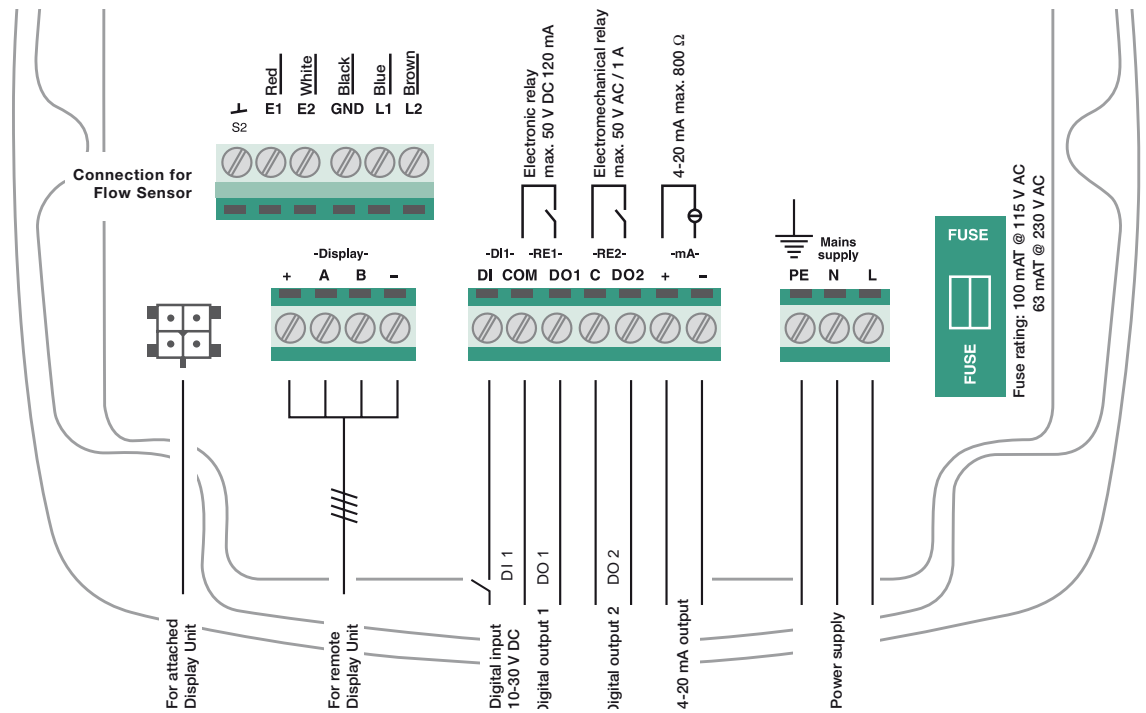 Red
White
Black
Blue
Brown
E1
E2
GND
L1
L2
S2
Connection for
Flow Sensor
Electronic relay
max. 50 V DC 120 mA
Electromechanical relay
max. 50 V AC / 1 A
4-20 mA max. 800 Ω
-Display-
+ A B –
-DI1- -RE1- -RE2- -mA-
DI COM DO1 C DO2 + –
Mains
supply
PE N L
FUSE
FUSE
Fuse rating: 100 mAT @ 115 V AC
63 mAT @ 230 V AC
DI 1
DO 1
DO 2
For attached
Display Unit
For remote
Display Unit
Digital input
10-30 V DC
Digital output 1
Digital output 2
4-20 mA output
Power supply